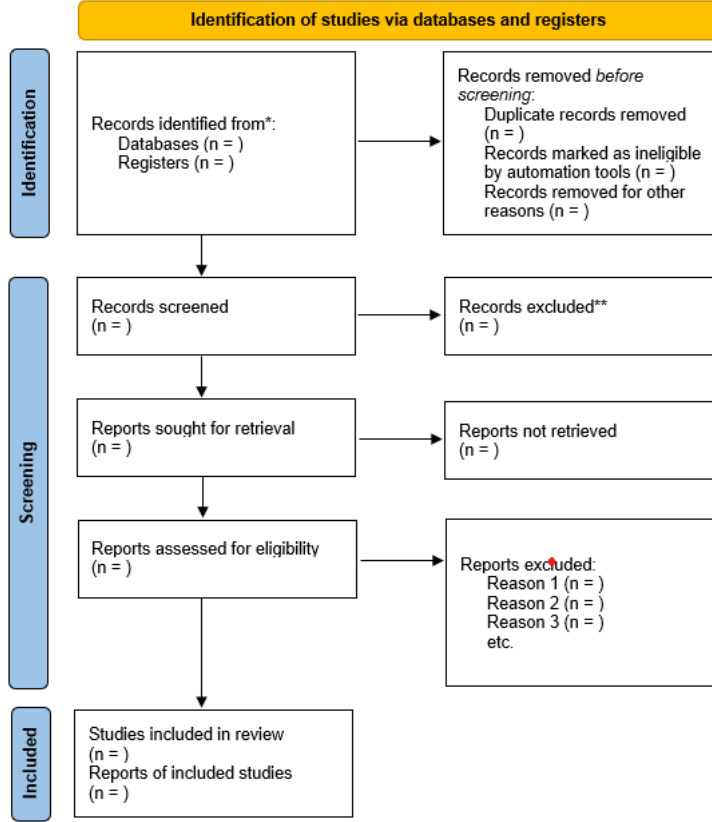 Identification of studies via databases and registers
Identification
Records identified from*:
Databases (n = )
Registers (n = )
Records removed before
screening:
Duplicate records removed
(n = )
Records marked as ineligible
by automation tools (n = )
Records removed for other
reasons (n = )
Screening
Records screened
(n = )
Records excluded**
(n = )
Reports sought for retrieval
(n = )
Reports not retrieved
(n = )
Reports assessed for eligibility
(n = )
Reports excluded:
Reason 1 (n = )
Reason 2 (n = )
Reason 3 (n = )
etc.
Included
Studies included in review
(n = )
Reports of included studies
(n = )